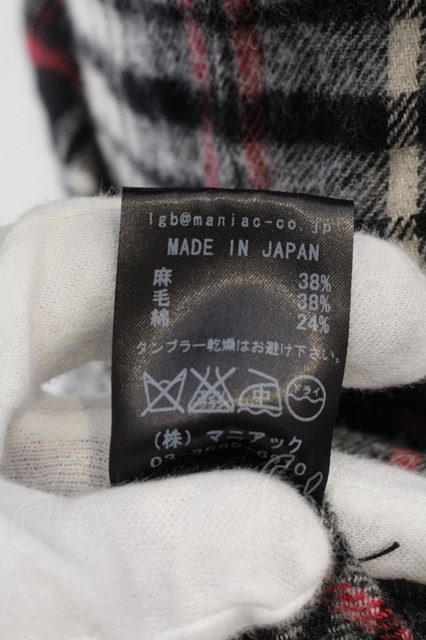 lgb@maniac-co.jp
MADE IN JAPAN
麻 38%
毛 38%
綿 24%
タンブラー乾燥はお避け下さい。
中 ドライ
(株) マニアック